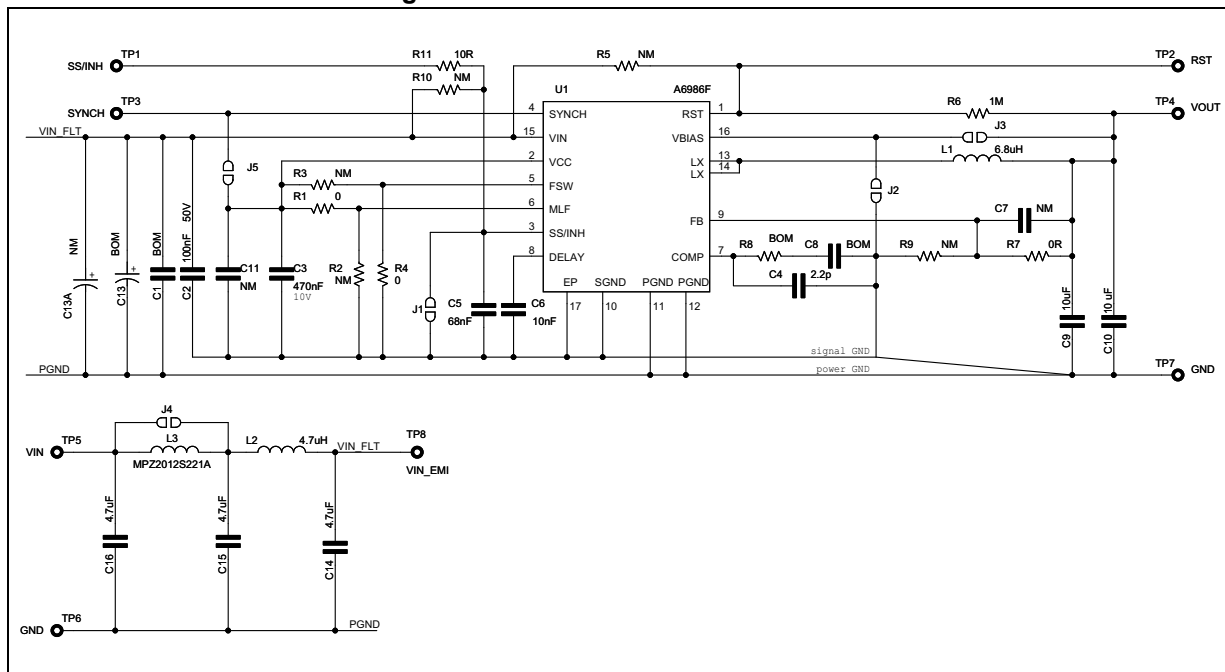 g
TP1
SS/INH
R11 10R
R10 NM
R5 NM
TP2
RST
U1 A6986F
TP3
SYNCH
VIN_FLT
4 SYNCH
15 VIN
2 VCC
5 FSW
6 MLF
3 SS/INH
8 DELAY
RST 1
VBIAS 16
LX 13
LX 14
FB 9
COMP 7
EP 17
SGND 10
PGND 11
PGND 12
R6 1M
TP4
VOUT
J3
L1 6.8uH
J2
J5
R3 NM
R1 0
C7 NM
R8 BOM
C8 BOM
R9 NM
R7 0R
C4 2.2p
NM
C13A
+
BOM
C13
+
BOM
C1
100nF 50V
C2
C11
NM
C3
470nF
10V
R2
NM
R4
0
J1
C5
68nF
C6
10nF
10uF
C9
10 uF
C10
signal GND
power GND
PGND
TP7
GND
J4
TP5
VIN
L3
MPZ2012S221A
L2 4.7uH
VIN_FLT
TP8
VIN_EMI
4.7uF
C16
4.7uF
C15
4.7uF
C14
TP6
GND
PGND